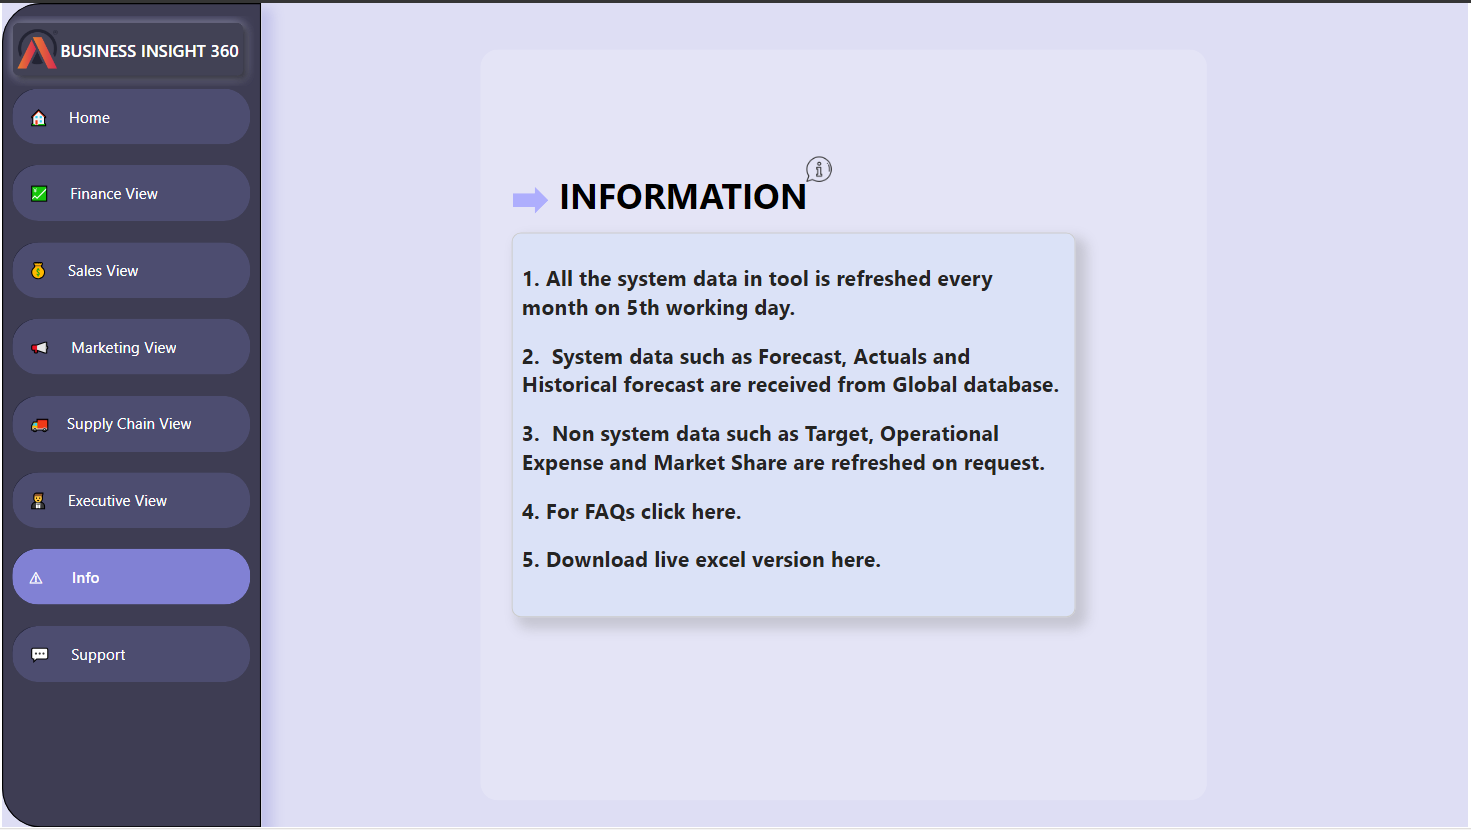 BUSINESS INSIGHT 360
Home
Finance View
Sales View
Marketing View
Supply Chain View
Executive View
Info
Support
INFORMATION
1. All the system data in tool is refreshed every
month on 5th working day.
2.  System data such as Forecast, Actuals and
Historical forecast are received from Global database.
3.  Non system data such as Target, Operational
Expense and Market Share are refreshed on request.
4. For FAQs click here.
5. Download live excel version here.